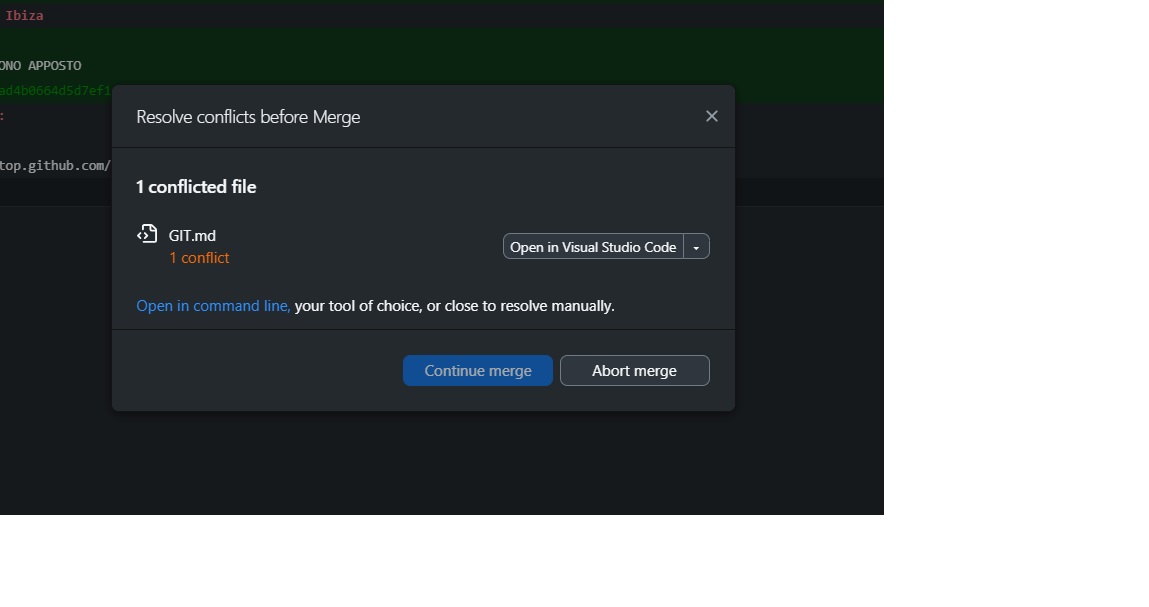 Ibiza
ONO APPOSTO
ad4b0664d5d7ef1
:
top.github.com/
Resolve conflicts before Merge
1 conflicted file
GIT.md
Open in Visual Studio Code
1 conflict
Open in command line, your tool of choice, or close to resolve manually.
Continue merge
Abort merge